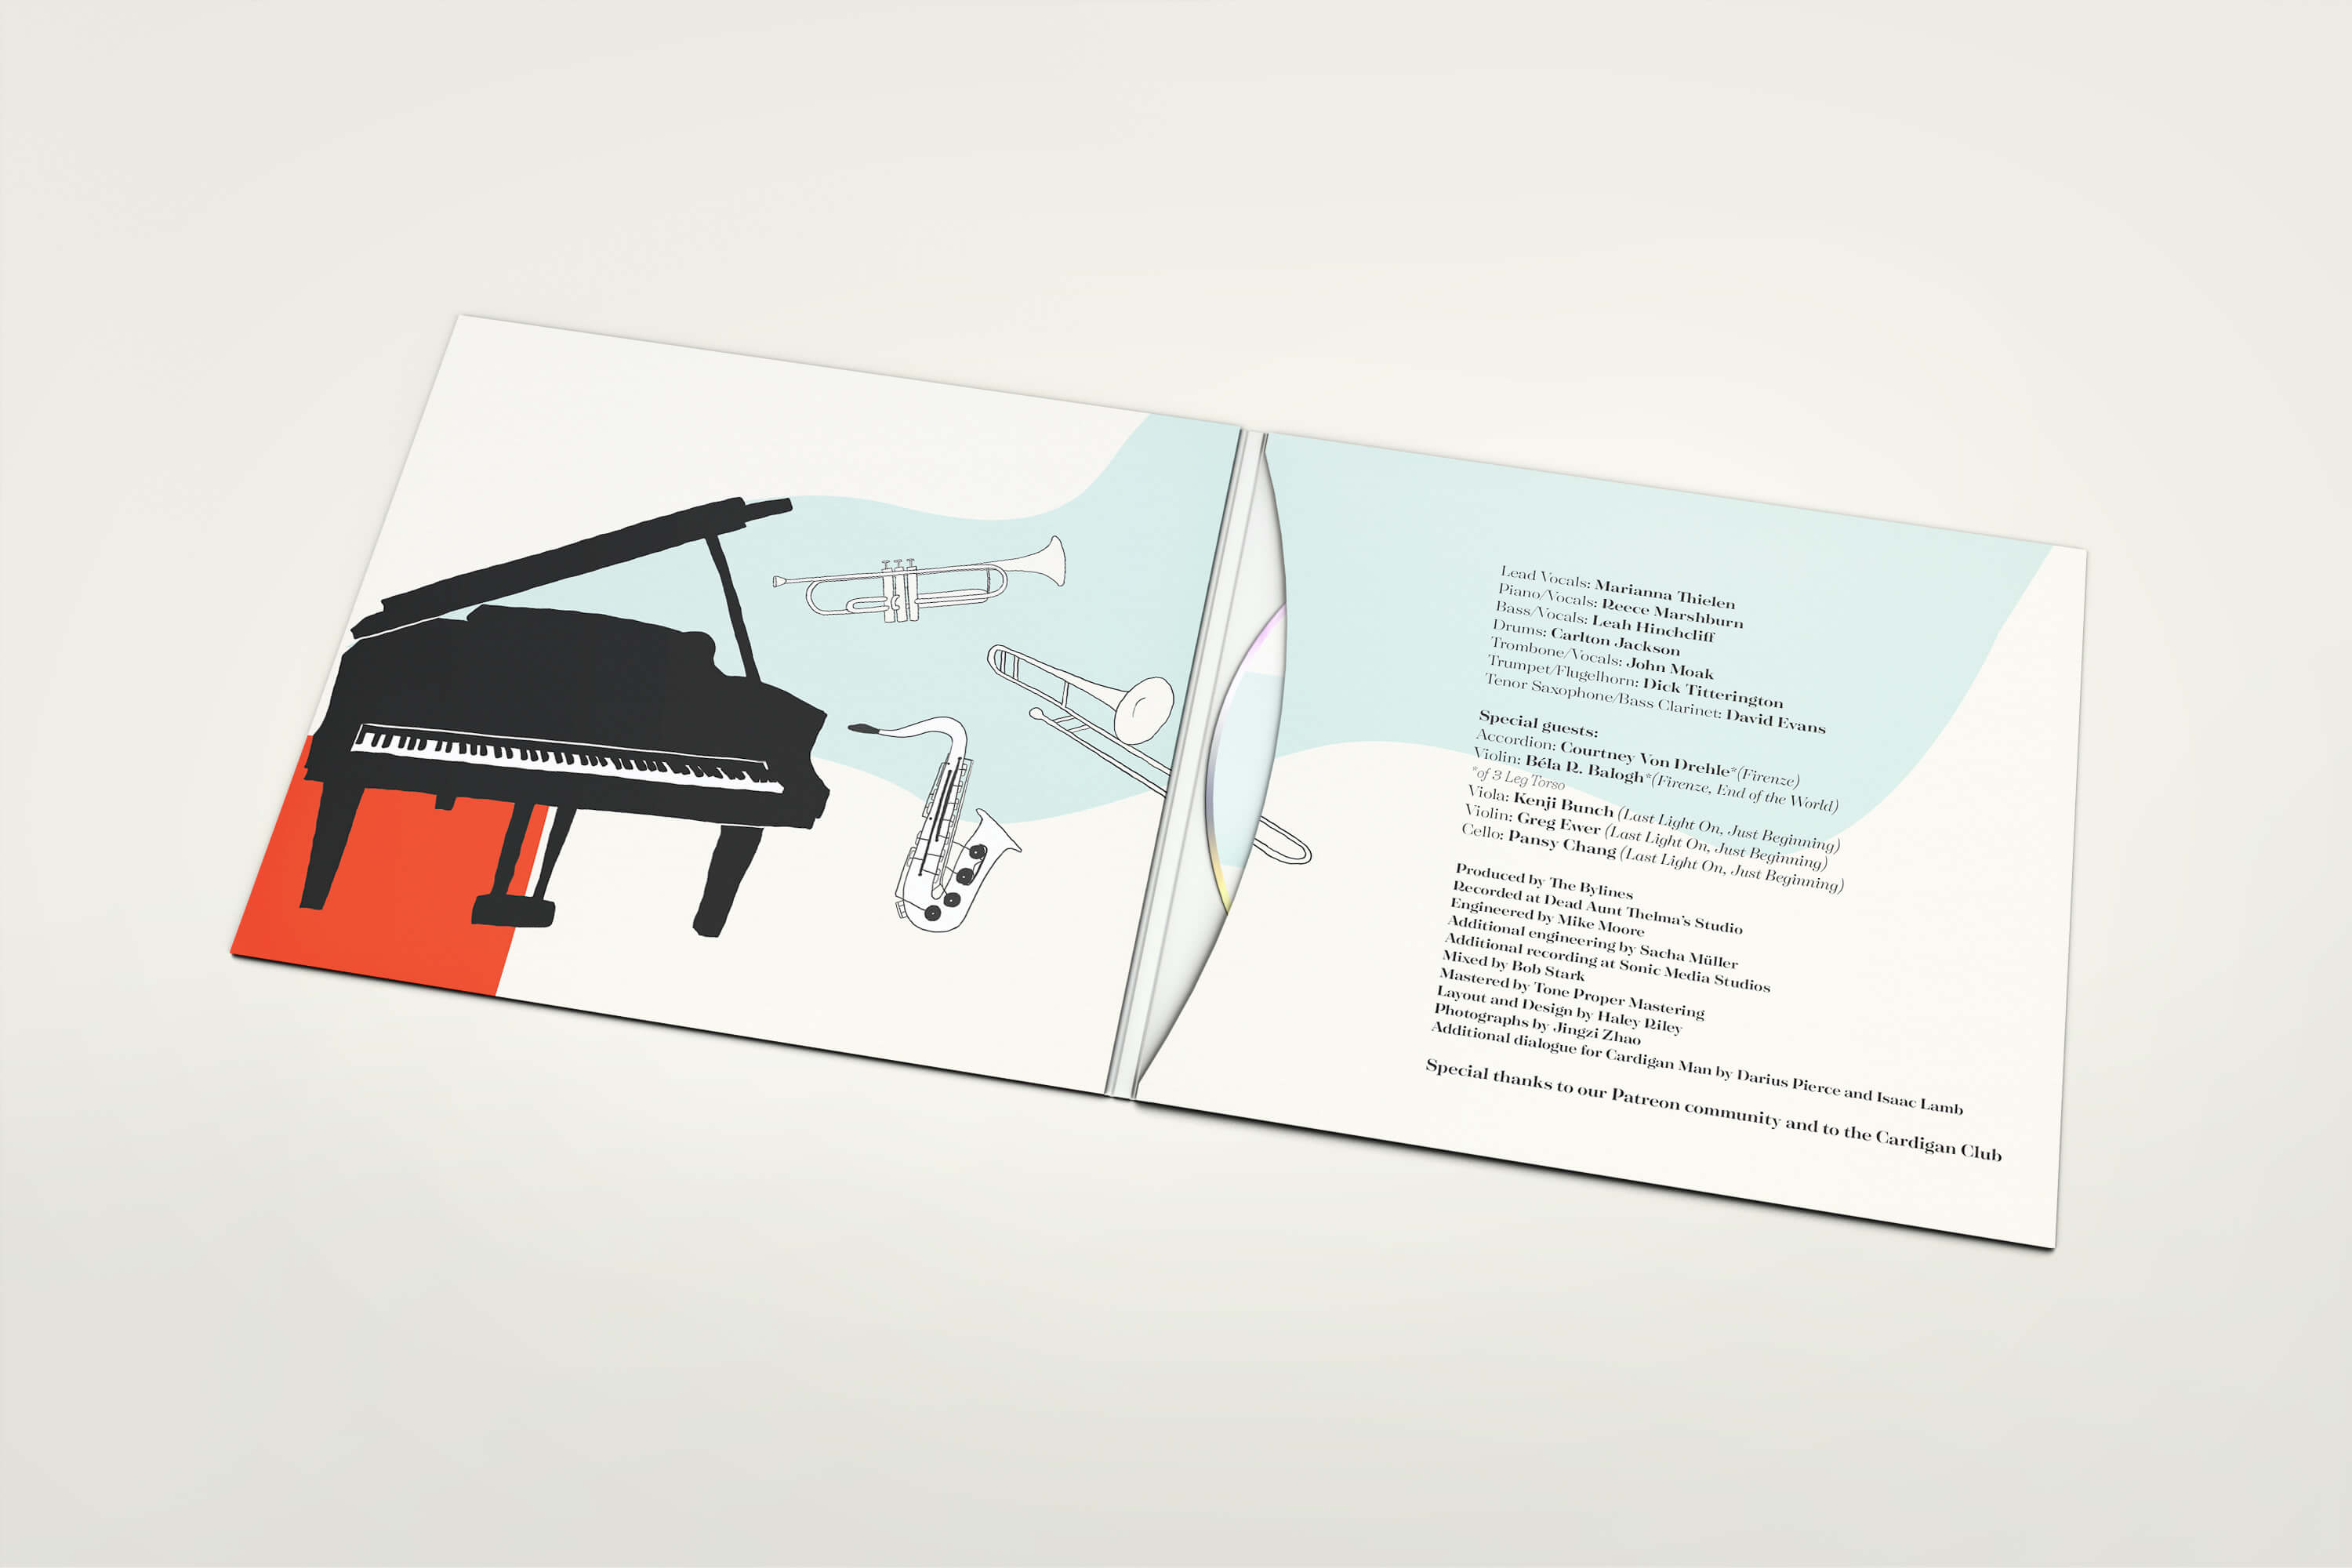 Lead Vocals: Marianna Thielen
Piano/Vocals: Reece Marshburn
Bass/Vocals: Leah Hinchcliff
Drums: Carlton Jackson
Trombone/Vocals: John Moak
Trumpet/Flugelhorn: Dick Titterington
Tenor Saxophone/Bass Clarinet: David Evans
Special guests:
Accordion: Courtney Von Drehle*(Firenze)
Violin: Béla R. Balogh*(Firenze, End of the World)
*of 3 Leg Torso
Viola: Kenji Bunch (Last Light On, Just Beginning)
Violin: Greg Ewer (Last Light On, Just Beginning)
Cello: Pansy Chang (Last Light On, Just Beginning)
Produced by The Bylines
Recorded at Dead Aunt Thelma's Studio
Engineered by Mike Moore
Additional engineering by Sacha Müller
Additional recording at Sonic Media Studios
Mixed by Bob Stark
Mastered by Tone Proper Mastering
Layout and Design by Haley Riley
Photographs by Jingzi Zhao
Additional dialogue for Cardigan Man by Darius Pierce and Isaac Lamb
Special thanks to our Patreon community and to the Cardigan Club